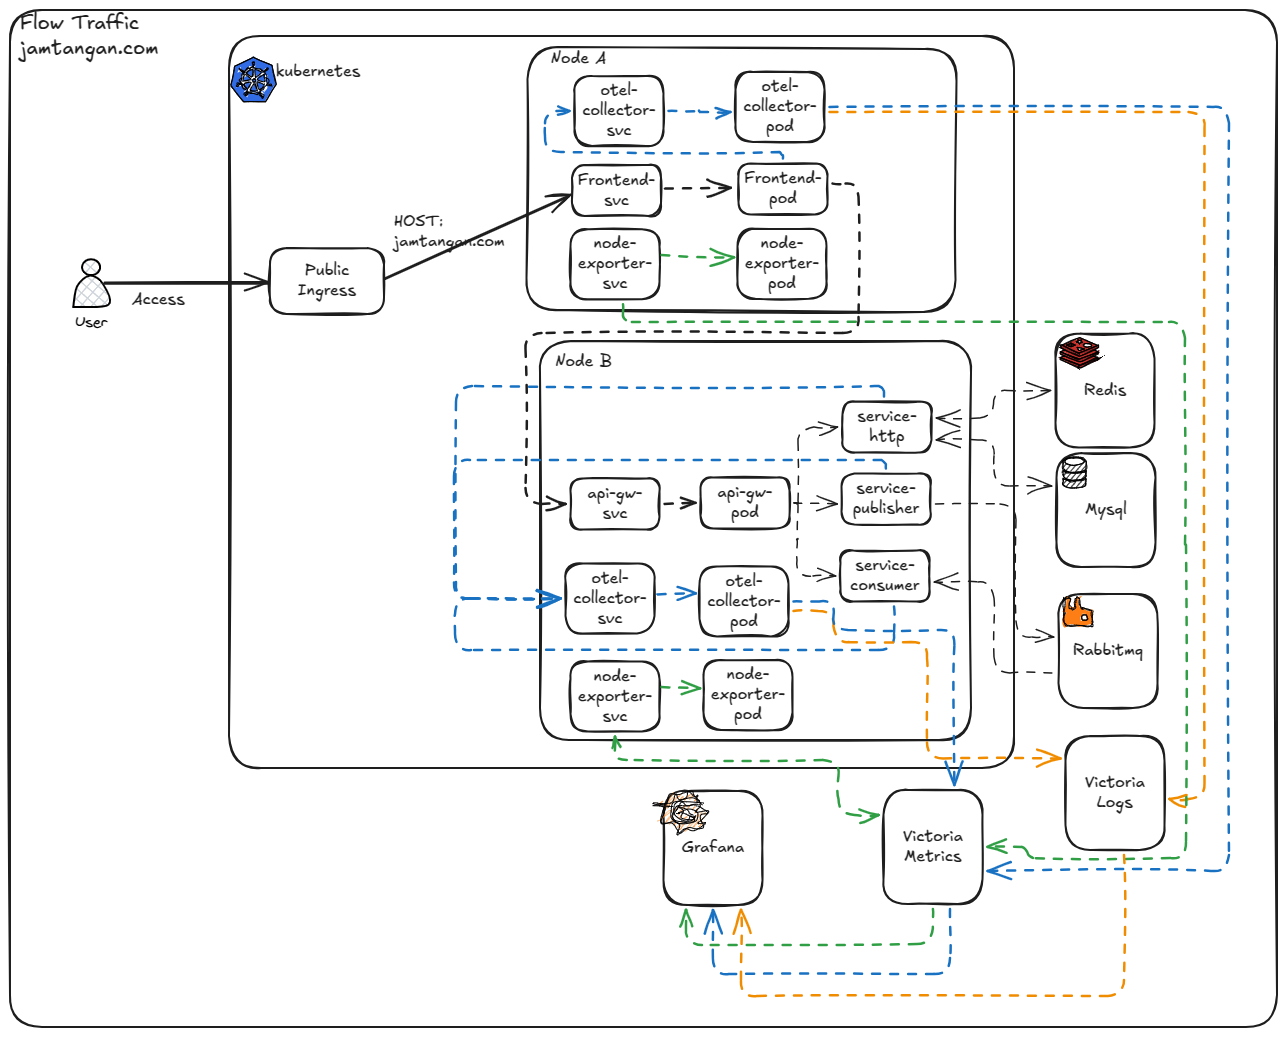 Flow Traffic
jamtangan.com
kubernetes
Node A
otel-
collector-
svc
otel-
collector-
pod
Frontend-
svc
Frontend-
pod
HOST:
jamtangan.com
node-
exporter-
svc
node-
exporter-
pod
Public
Ingress
Access
User
Node B
Redis
service-
http
api-gw-
svc
api-gw-
pod
service-
publisher
Mysql
otel-
collector-
svc
otel-
collector-
pod
service-
consumer
Rabbitmq
node-
exporter-
svc
node-
exporter-
pod
Victoria
Logs
Grafana
Victoria
Metrics